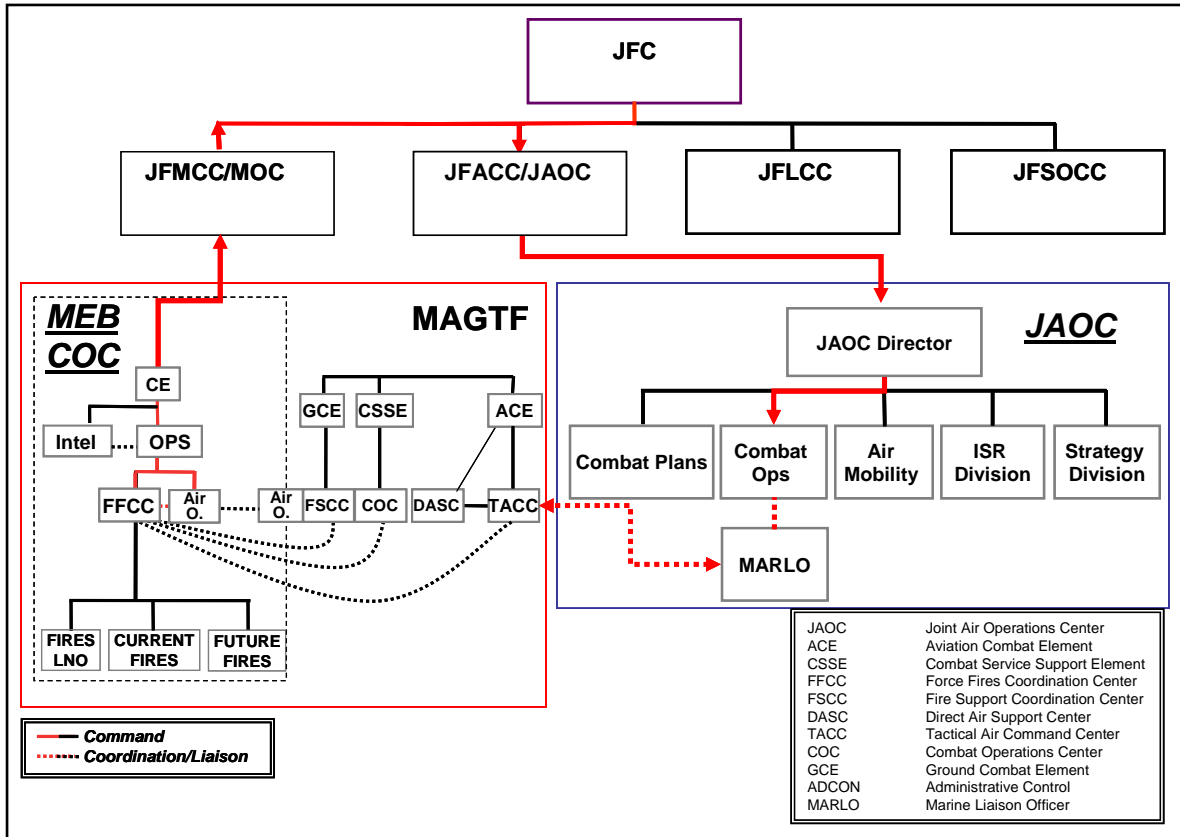 JFC
JFMCC/MOC
JFACC/JAOC
JFLCC
JFSOCC
MEB
COC
MAGTF
CE
Intel
OPS
FFCC
Air
O.
Air
O.
GCE
CSSE
ACE
FSCC
COC
DASC
TACC
FIRES
LNO
CURRENT
FIRES
FUTURE
FIRES
JAOC
JAOC Director
Combat Plans
Combat
Ops
Air
Mobility
ISR
Division
Strategy
Division
MARLO
Command
Coordination/Liaison
JAOC Joint Air Operations Center
ACE Aviation Combat Element
CSSE Combat Service Support Element
FFCC Force Fires Coordination Center
FSCC Fire Support Coordination Center
DASC Direct Air Support Center
TACC Tactical Air Command Center
COC Combat Operations Center
GCE Ground Combat Element
ADCON Administrative Control
MARLO Marine Liaison Officer